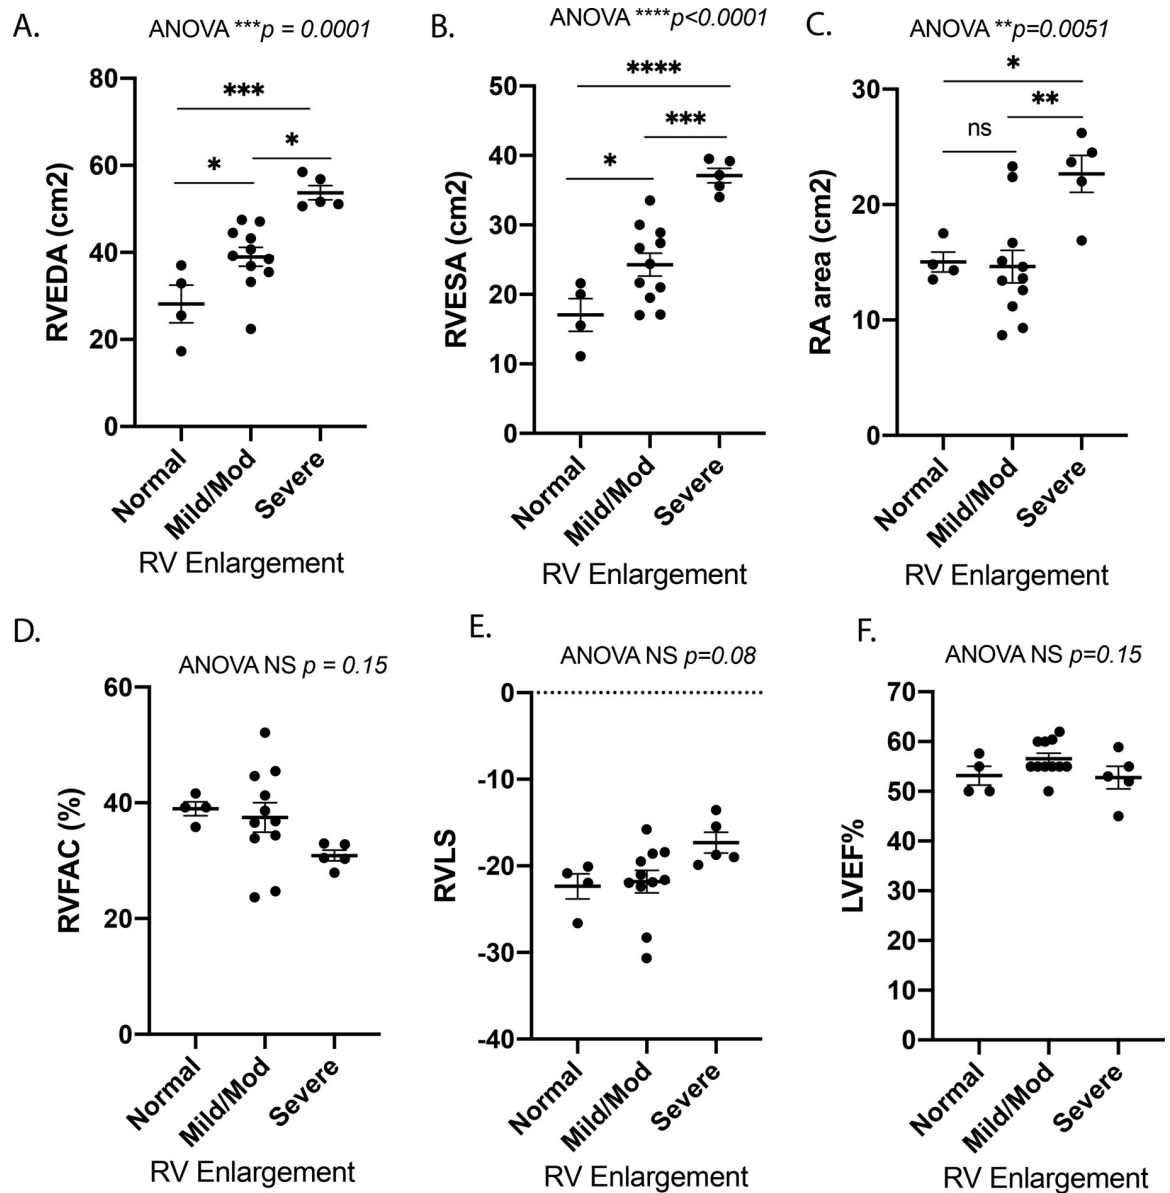 A.
ANOVA ***p = 0.0001
80
60
40
20
0
RVEDA (cm2)
***
*
*
Normal
Mild/Mod
Severe
RV Enlargement
B.
ANOVA ****p<0.0001
50
40
30
20
10
0
RVESA (cm2)
****
***
*
Normal
Mild/Mod
Severe
RV Enlargement
C.
ANOVA **p=0.0051
30
20
10
0
RA area (cm2)
*
**
ns
Normal
Mild/Mod
Severe
RV Enlargement
D.
ANOVA NS p = 0.15
60
40
20
0
RVFAC (%)
Normal
Mild/Mod
Severe
RV Enlargement
E.
ANOVA NS p=0.08
0
-10
-20
-30
-40
RVLS
Normal
Mild/Mod
Severe
RV Enlargement
F.
ANOVA NS p=0.15
70
60
50
40
30
20
10
0
LVEF%
Normal
Mild/Mod
Severe
RV Enlargement